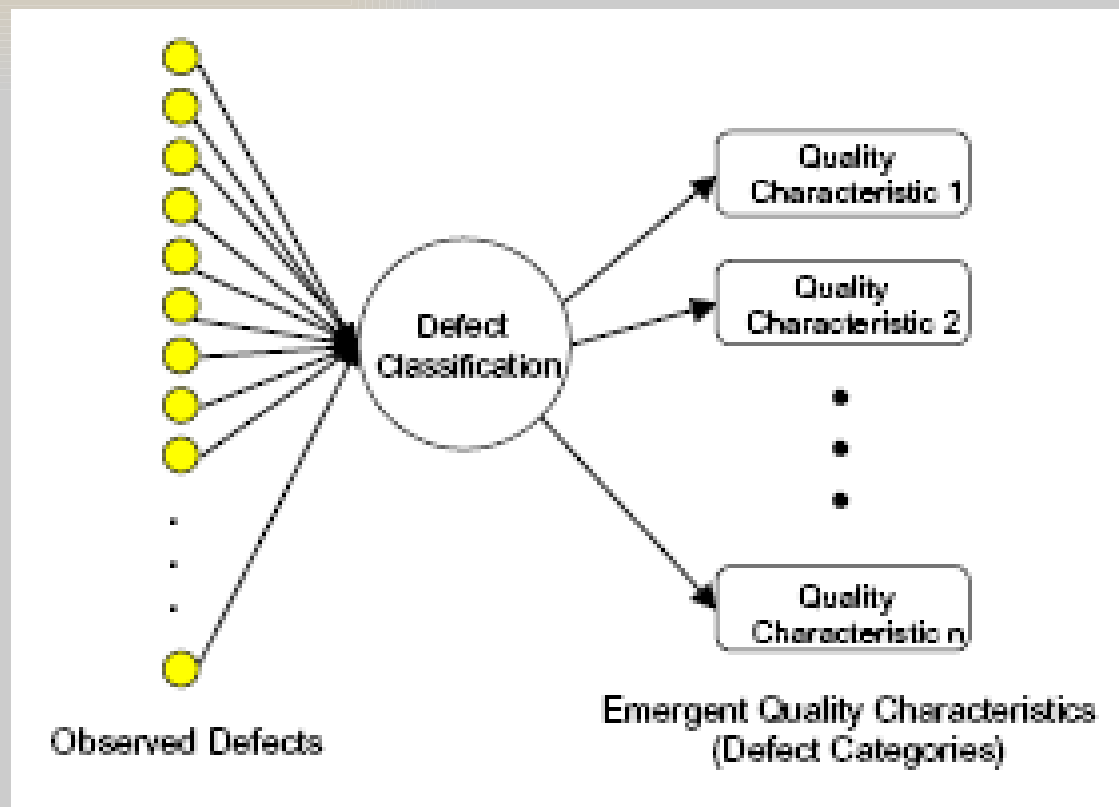 Quality
Characteristic 1
Quality
Characteristic 2
Defect
Classification
Quality
Characteristic n
Observed Defects
Emergent Quality Characteristics
(Defect Categories)